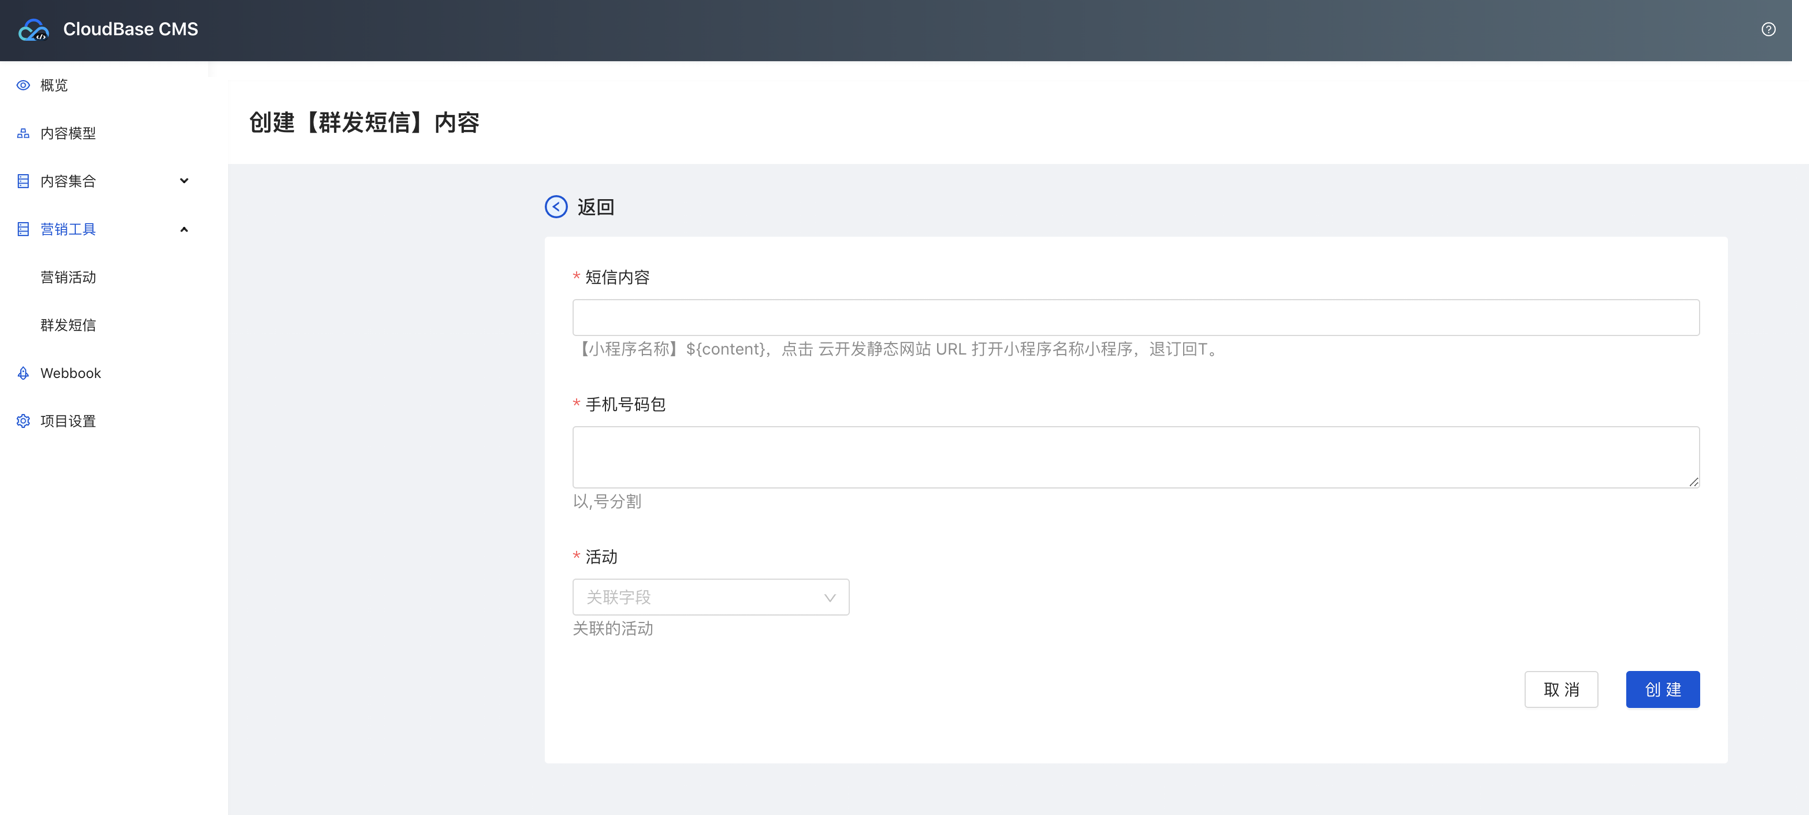 CloudBase CMS
概览
内容模型
内容集合
营销工具
营销活动
群发短信
Webbook
项目设置
创建【群发短信】内容
返回
* 短信内容
【小程序名称】${content}，点击 云开发静态网站 URL 打开小程序名称小程序，退订回T。
* 手机号码包
以,号分割
* 活动
关联字段
关联的活动
取 消
创 建